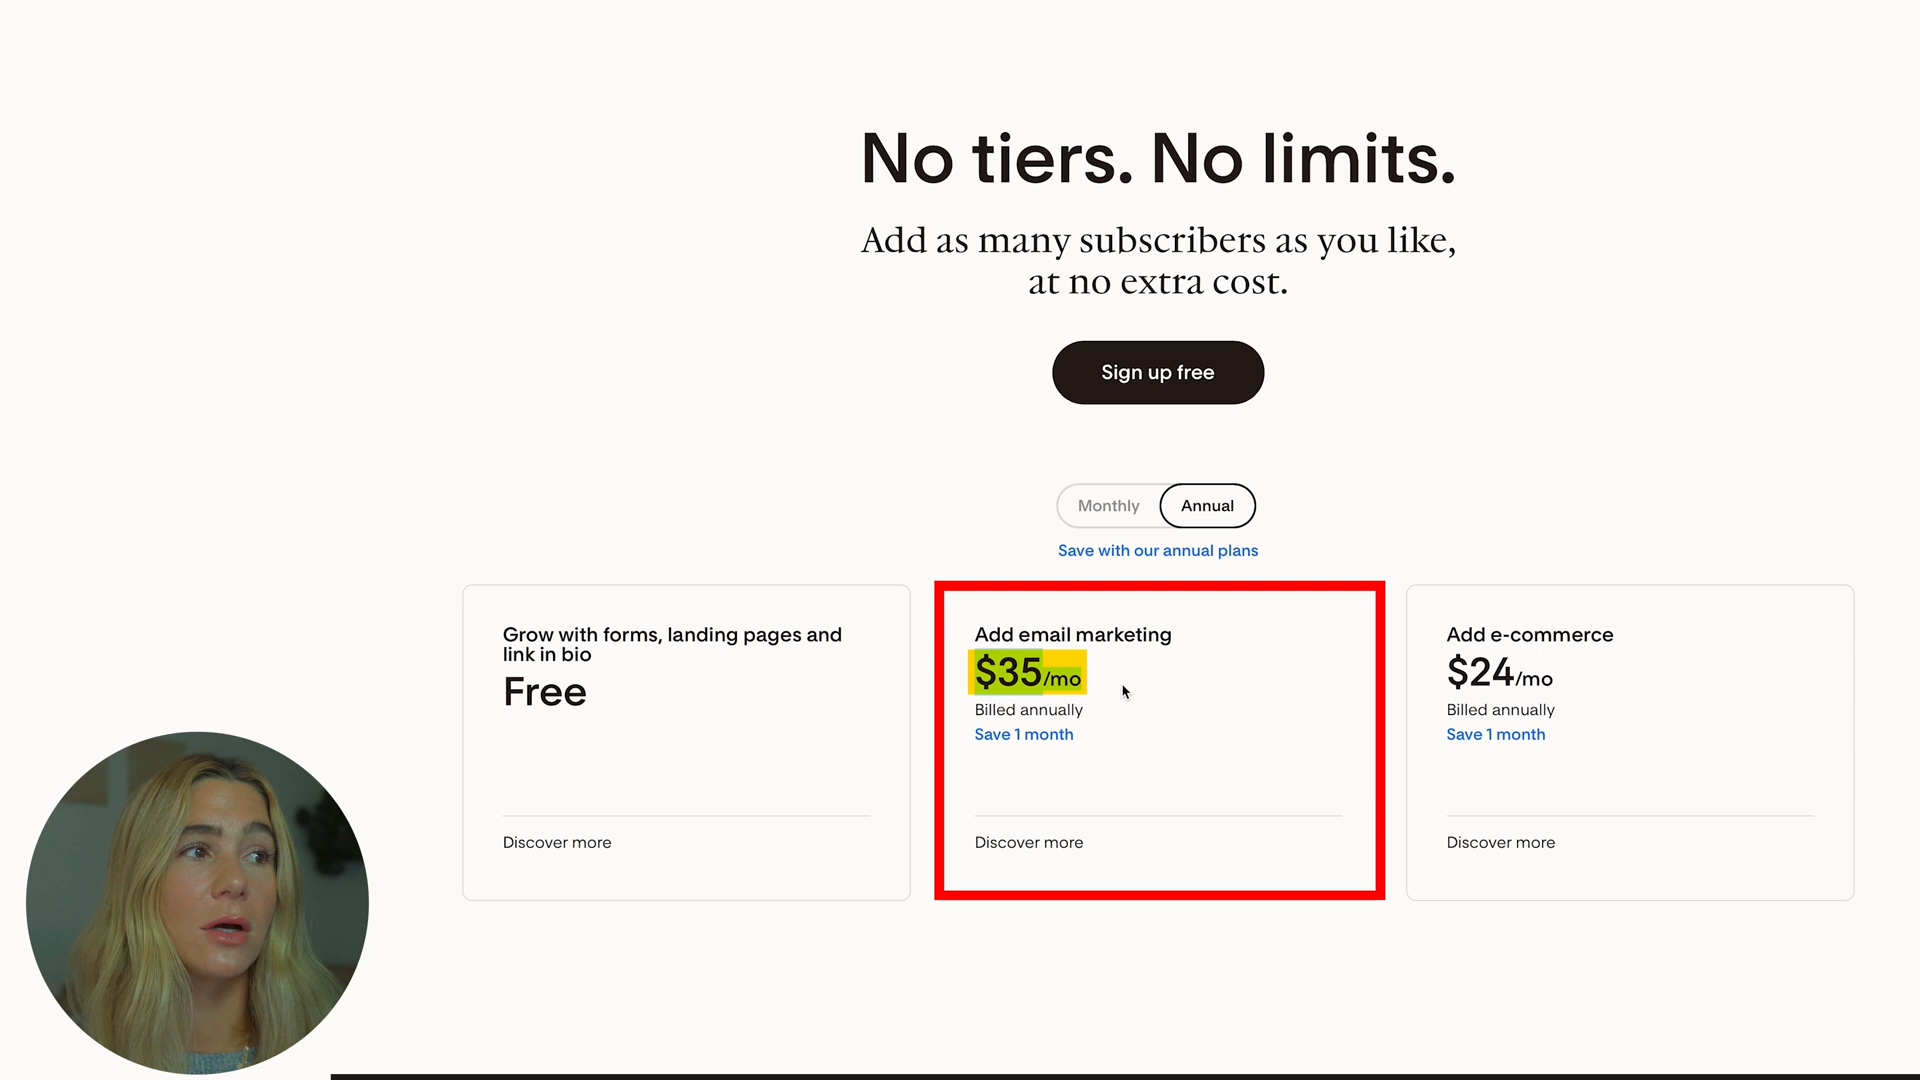 No tiers. No limits.
Add as many subscribers as you like,
at no extra cost.
Sign up free
Monthly
Annual
Save with our annual plans
Grow with forms, landing pages and
link in bio
Free
Discover more
Add email marketing
$35/mo
Billed annually
Save 1 month
Discover more
Add e-commerce
$24/mo
Billed annually
Save 1 month
Discover more